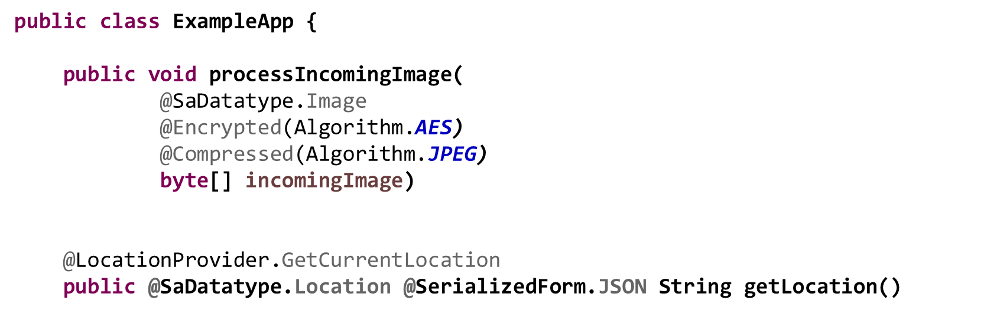 public class ExampleApp {
public void processIncomingImage(
@SaDatatype.Image
@Encrypted(Algorithm.AES)
@Compressed(Algorithm.JPEG)
byte[] incomingImage)
@LocationProvider.GetCurrentLocation
public @SaDatatype.Location @SerializedForm.JSON String getLocation()